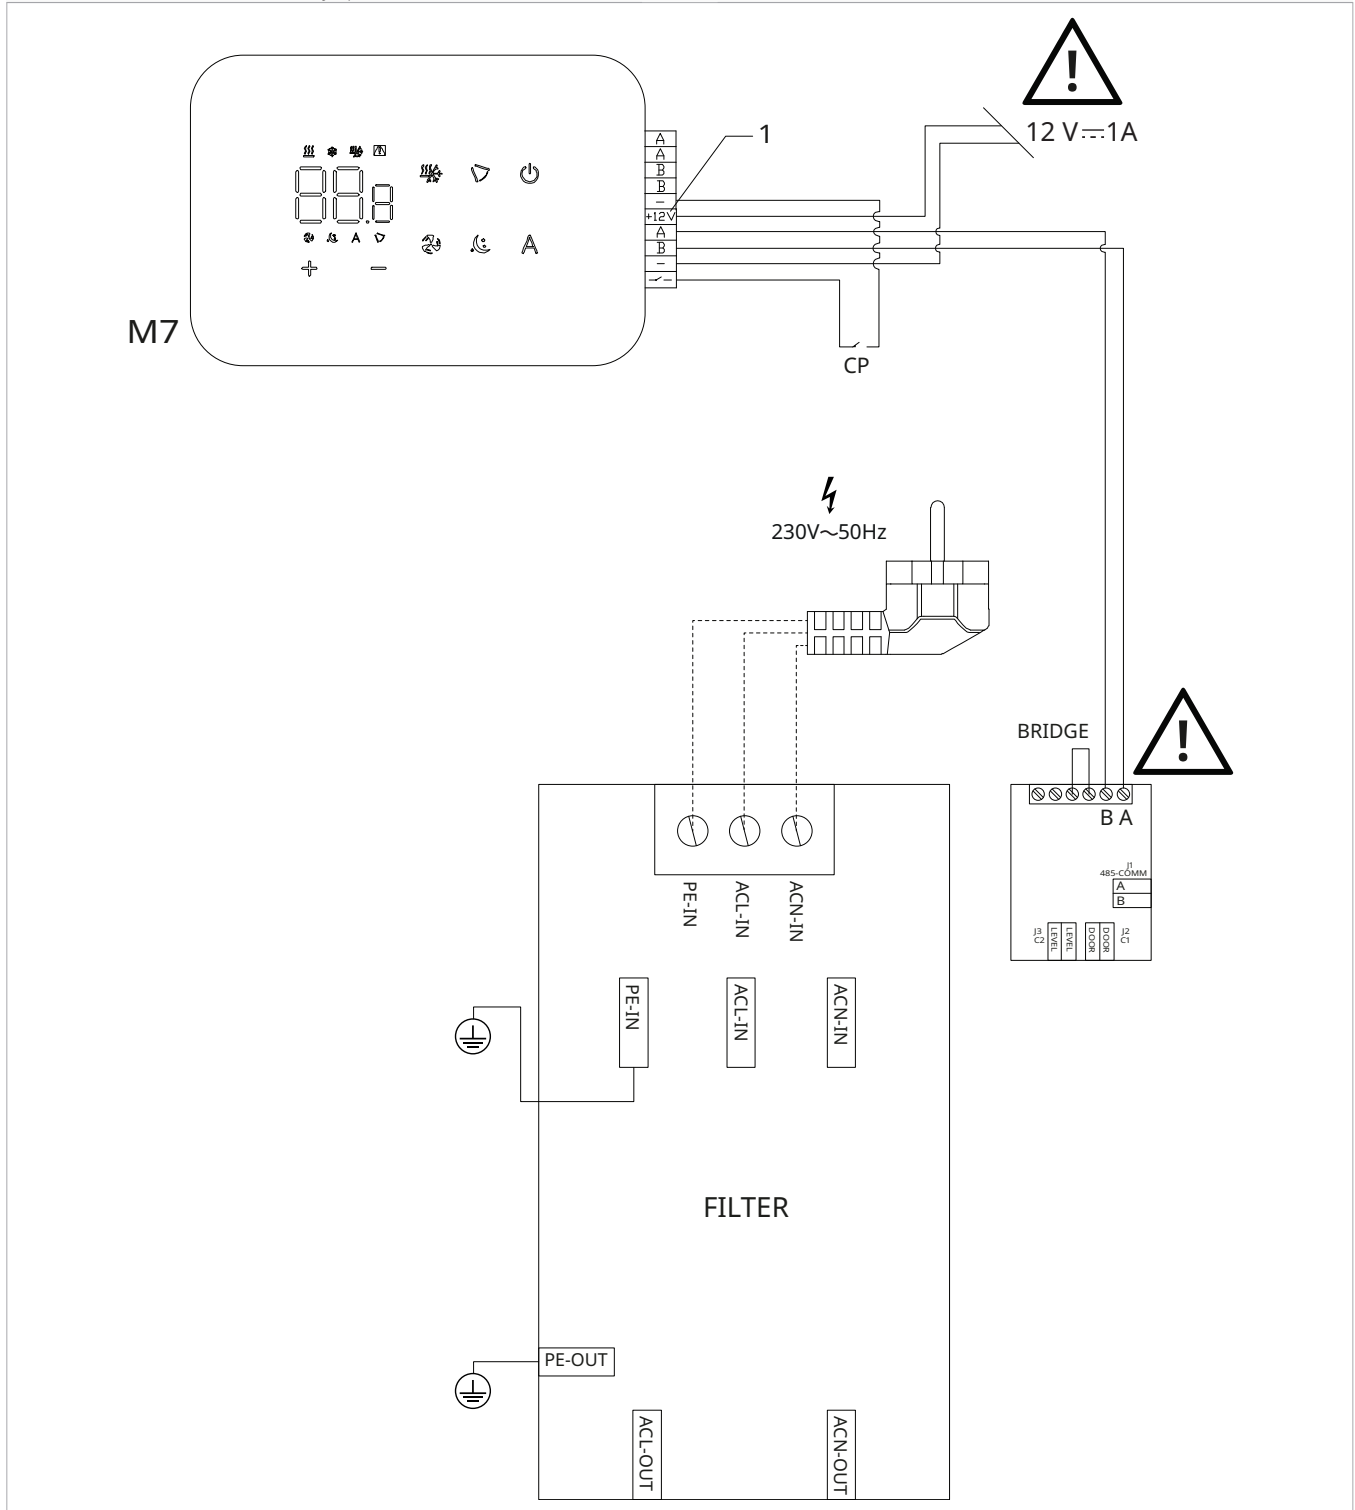 12 V⎓1A
1
A
A
B
B
–
+12V
A
B
–
88.8
A
A
+
–
M7
CP
230V~50Hz
BRIDGE
B A
J1
485-COMM
A
B
J3
C2
LEVEL
LEVEL
DOOR
DOOR
J2
C1
PE-IN
ACL-IN
ACN-IN
PE-IN
ACL-IN
ACN-IN
FILTER
PE-OUT
ACL-OUT
ACN-OUT